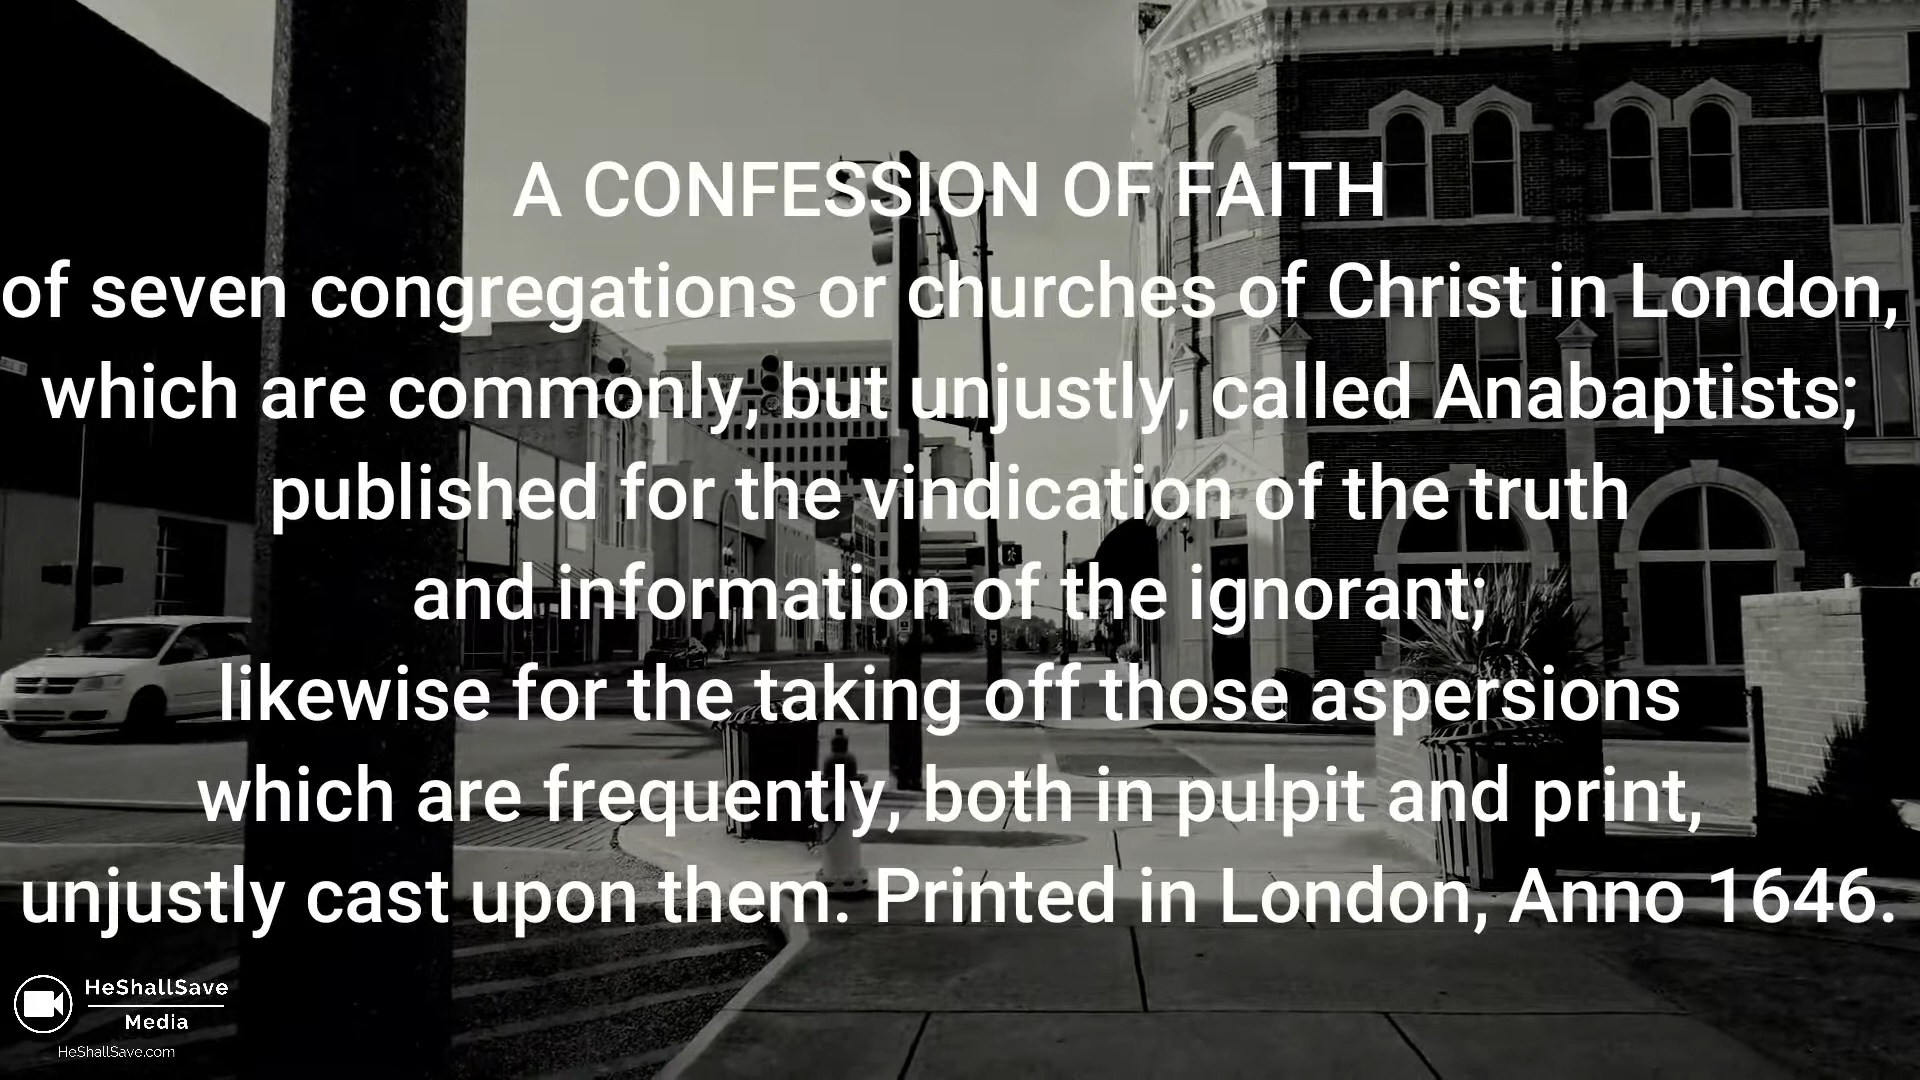 A CONFESSION OF FAITH
of seven congregations or churches of Christ in London,
which are commonly, but unjustly, called Anabaptists;
published for the vindication of the truth
and information of the ignorant;
likewise for the taking off those aspersions
which are frequently, both in pulpit and print,
unjustly cast upon them. Printed in London, Anno 1646.
HeShallSave
Media
HeShallSave.com